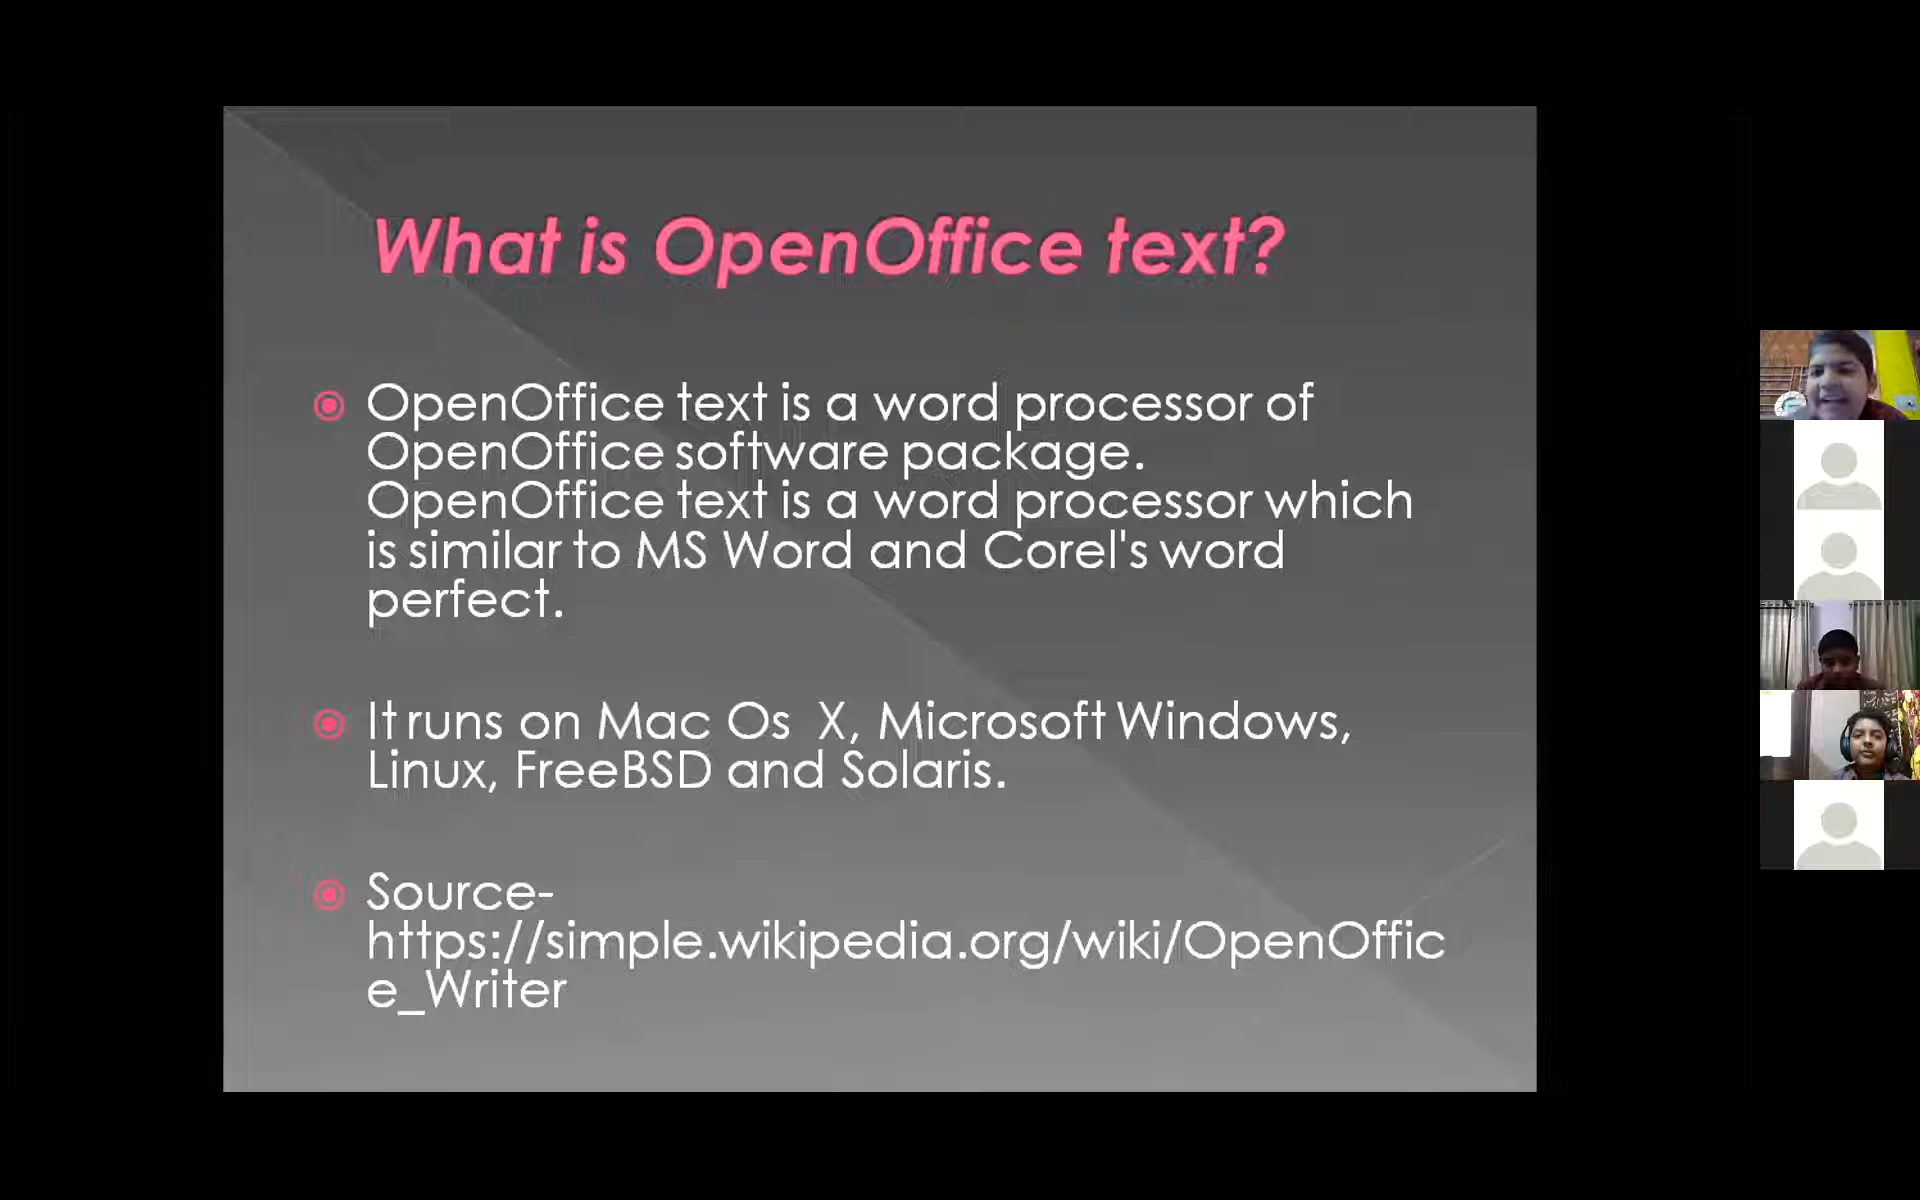 What is OpenOffice text?
OpenOffice text is a word processor of
OpenOffice software package.
OpenOffice text is a word processor which
is similar to MS Word and Corel's word
perfect.
It runs on Mac Os  X, Microsoft Windows,
Linux, FreeBSD and Solaris.
Source-
https://simple.wikipedia.org/wiki/OpenOffic
e_Writer